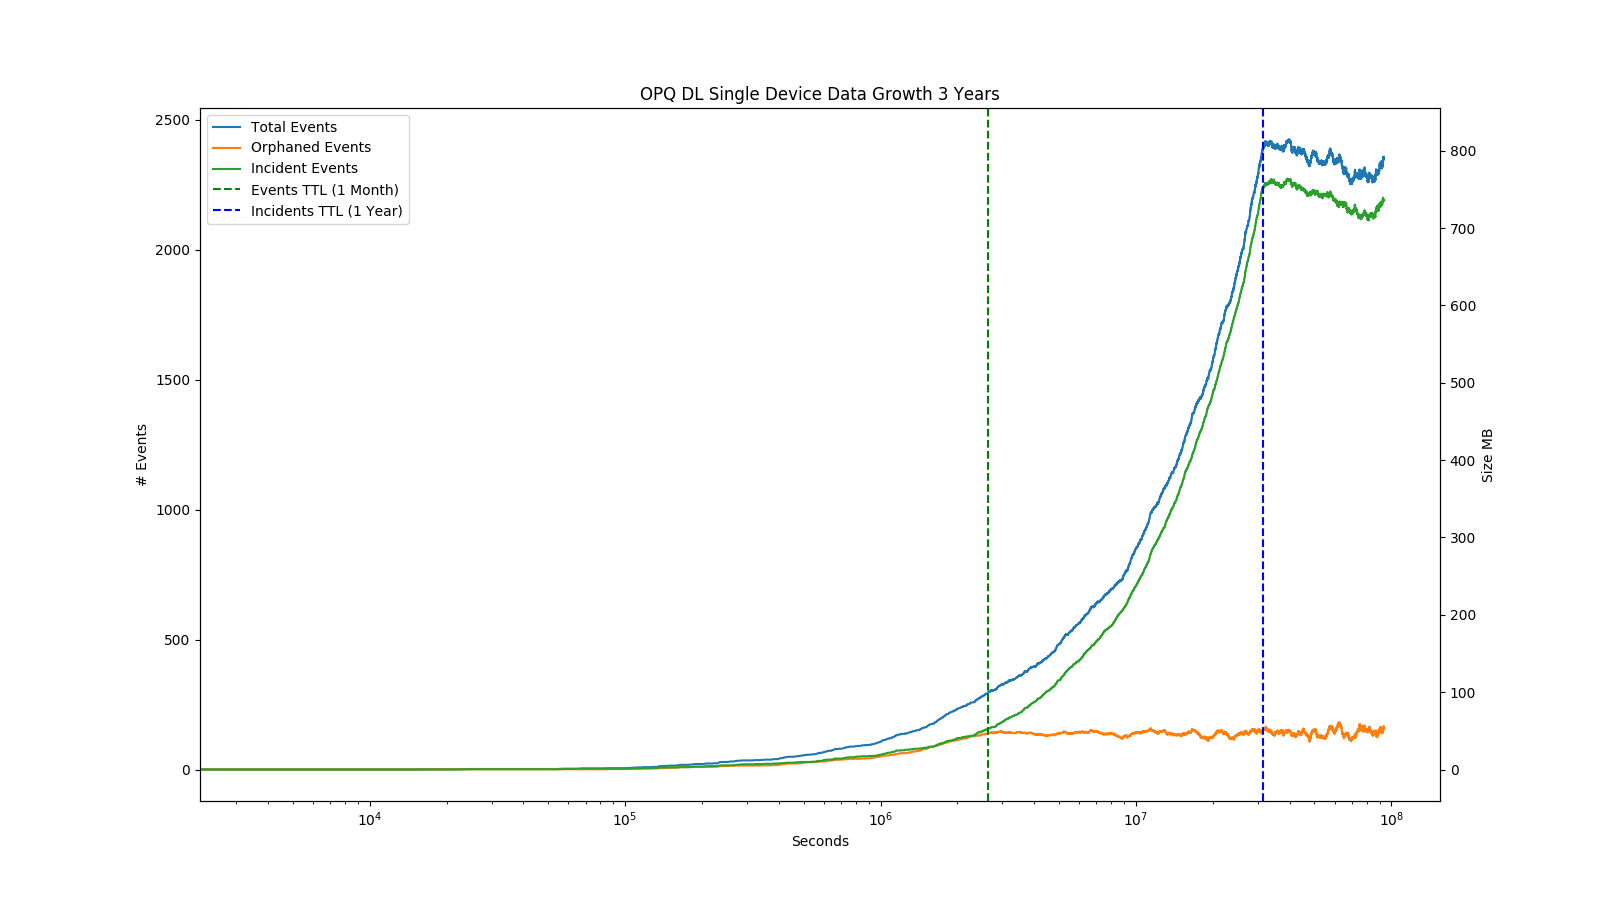 OPQ DL Single Device Data Growth 3 Years
Total Events
Orphaned Events
Incident Events
Events TTL (1 Month)
Incidents TTL (1 Year)
# Events
2500
2000
1500
1000
500
0
800
700
600
500
400
300
200
100
0
Size MB
10^4 10^5 10^6 10^7 10^8
Seconds